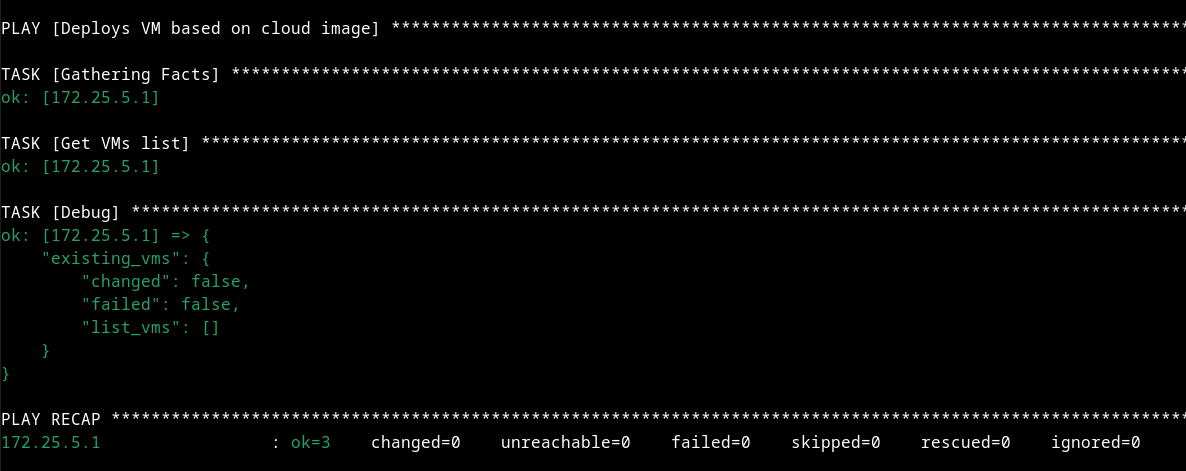 PLAY [Deploys VM based on cloud image] ********************************************************************************
TASK [Gathering Facts] ************************************************************************************************
ok: [172.25.5.1]
TASK [Get VMs list] ***************************************************************************************************
ok: [172.25.5.1]
TASK [Debug] **********************************************************************************************************
ok: [172.25.5.1] => {
    "existing_vms": {
        "changed": false,
        "failed": false,
        "list_vms": []
    }
}
PLAY RECAP ************************************************************************************************************
172.25.5.1                 : ok=3    changed=0    unreachable=0    failed=0    skipped=0    rescued=0    ignored=0